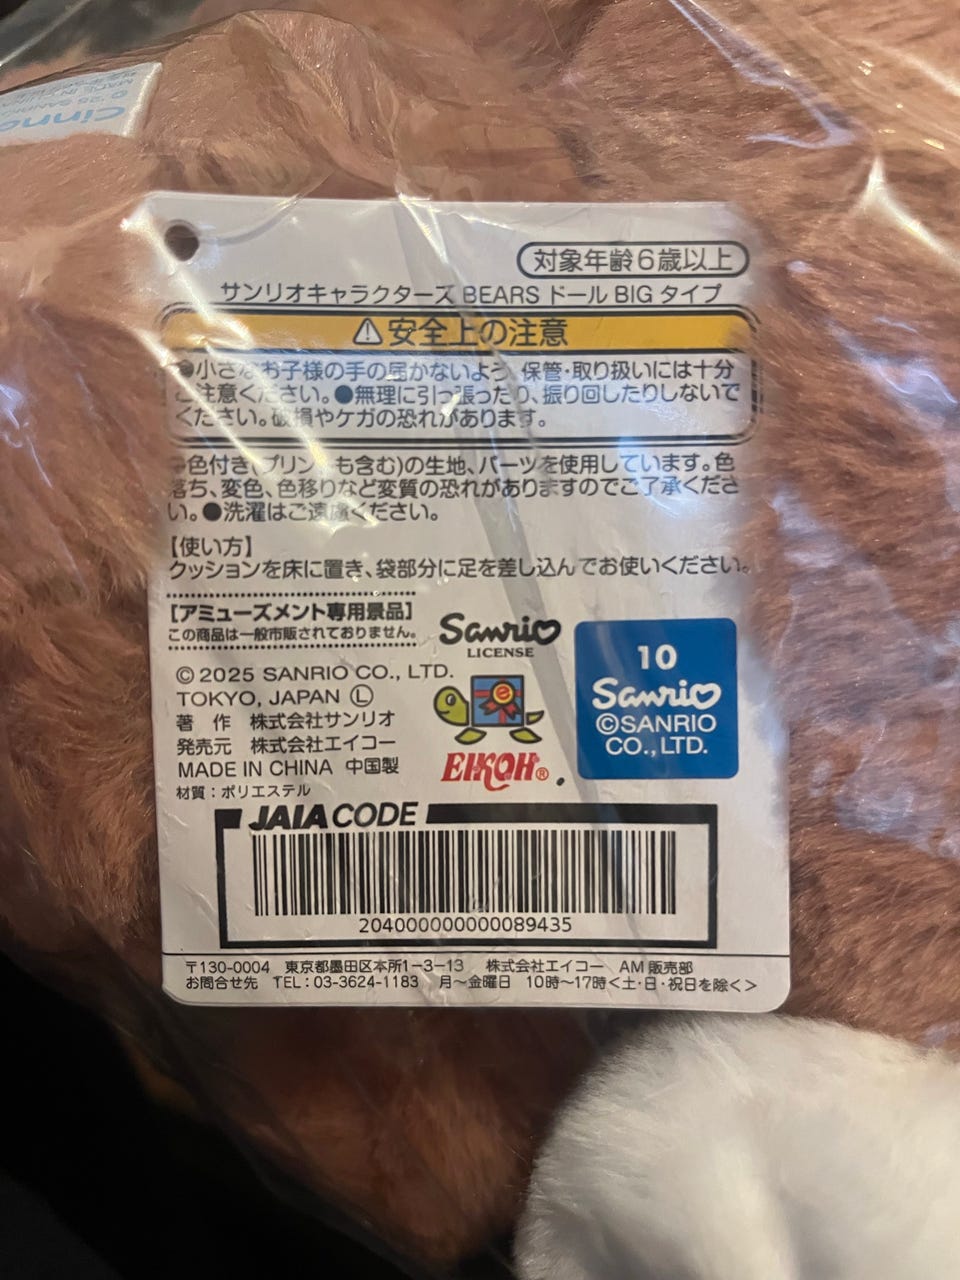 Cinna
© '25 SANRIO
MADE IN CHINA
対象年齢6歳以上
サンリオキャラクターズ BEARS ドール BIG タイプ
⚠安全上の注意
●小さなお子様の手の届かないよう、保管・取り扱いには十分
ご注意ください。●無理に引っ張ったり、振り回したりしないで
ください。破損やケガの恐れがあります。
●色付き(プリントも含む)の生地、パーツを使用しています。色
落ち、変色、色移りなど変質の恐れがありますのでご了承くださ
い。●洗濯はご遠慮ください。
【使い方】
クッションを床に置き、袋部分に足を差し込んでお使いください。
【アミューズメント専用景品】
この商品は一般市販されておりません。
© 2025 SANRIO CO., LTD.
TOKYO, JAPAN Ⓛ
著 作 株式会社サンリオ
発売元 株式会社エイコー
MADE IN CHINA 中国製
材質:ポリエステル
Sanrio
LICENSE
e
EIKOH®
10
Sanrio
©SANRIO
CO., LTD.
JAIA CODE
204000000000089435
〒130-0004 東京都墨田区本所1-3-13 株式会社エイコー AM 販売部
お問合せ先 TEL:03-3624-1183 月～金曜日 10時～17時<土・日・祝日を除く>